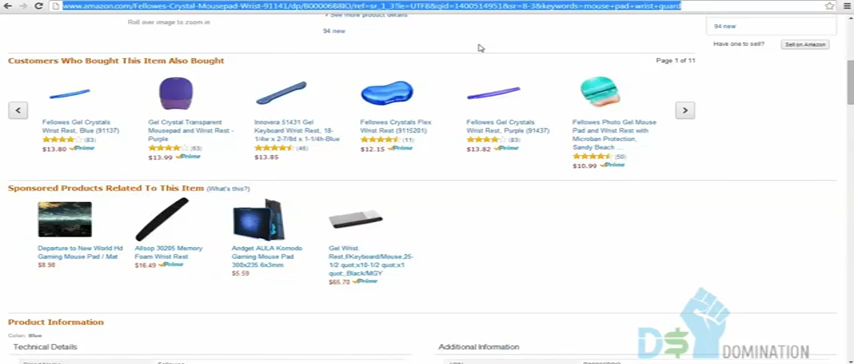 www.amazon.com/Fellowes-Crystal-Mousepad-Wrist-91141/dp/B00006B8IO/ref=sr_1_3?ie=UTF8&qid=1400514951&sr=8-3&keywords=mouse+pad+wrist+guard
Roll over image to zoom in
› See more product details
94 new
94 new
Have one to sell?
Sell on Amazon
Customers Who Bought This Item Also Bought
Page 1 of 11
Fellowes Gel Crystals
Wrist Rest, Blue (91137)
(83)
$13.80 Prime
Gel Crystal Transparent
Mousepad and Wrist Rest -
Purple
(63)
$13.99 Prime
Innovera 51431 Gel
Keyboard Wrist Rest, 18-
1/4w x 2-7/8d x 1-1/4h-Blue
(46)
$13.85
Fellowes Crystals Flex
Wrist Rest (9115201)
(11)
$12.15 Prime
Fellowes Gel Crystals
Wrist Rest, Purple (91437)
(83)
$13.82 Prime
Fellowes Photo Gel Mouse
Pad and Wrist Rest with
Microban Protection,
Sandy Beach ...
(50)
$10.99 Prime
Sponsored Products Related To This Item (What's this?)
Departure to New World Hd
Gaming Mouse Pad / Mat
$8.98
Allsop 30205 Memory
Foam Wrist Rest
$16.49 Prime
Andget AULA Komodo
Gaming Mouse Pad
300x235.6x3mm
$5.59
Gel Wrist
Rest,f/Keyboard/Mouse,25-
1/2 quot;x10-1/2 quot;x1
quot;,Black/MGY
$65.70 Prime
Product Information
Color: Blue
Technical Details
Additional Information
D$ DOMINATION